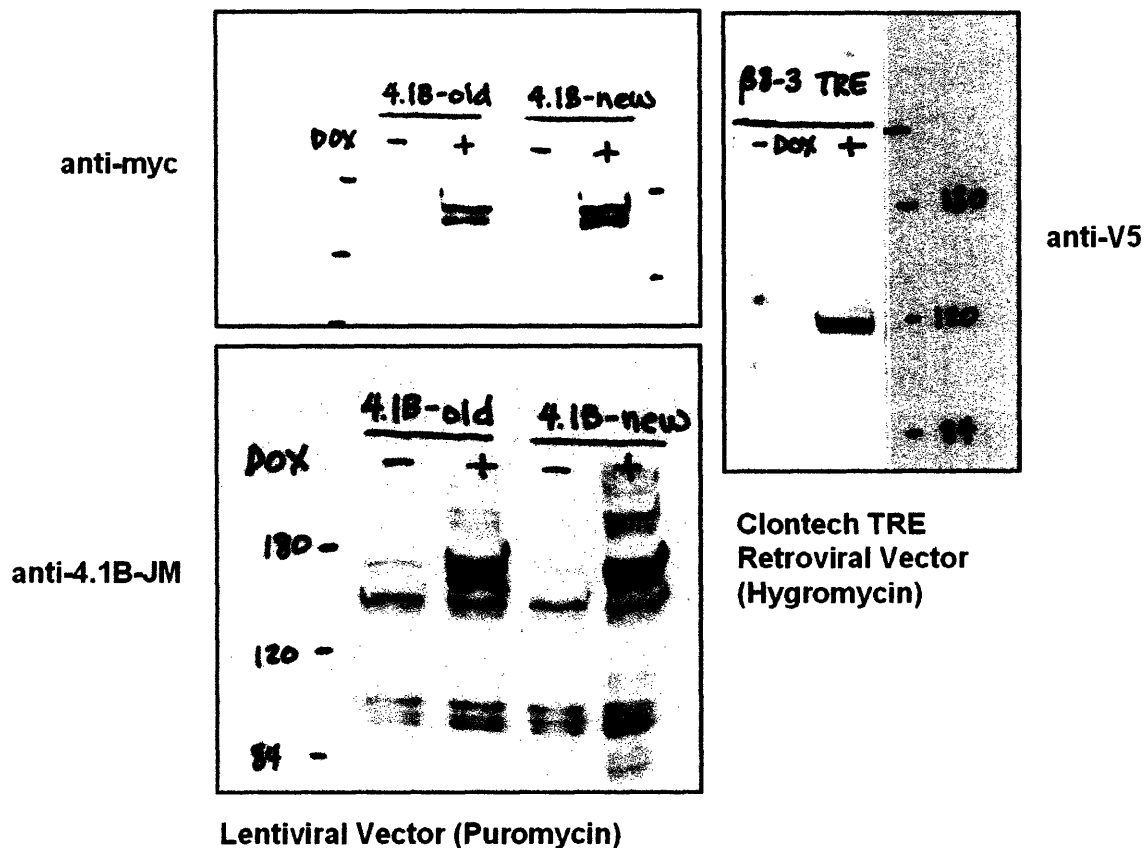 anti-myc
4.1B-old 4.1B-new
DOX - + - +
β8-3 TRE
- DOX +
180
120
84
anti-V5
anti-4.1B-JM
4.1B-old 4.1B-new
DOX - + - +
180 -
120 -
84 -
Clontech TRE
Retroviral Vector
(Hygromycin)
Lentiviral Vector (Puromycin)